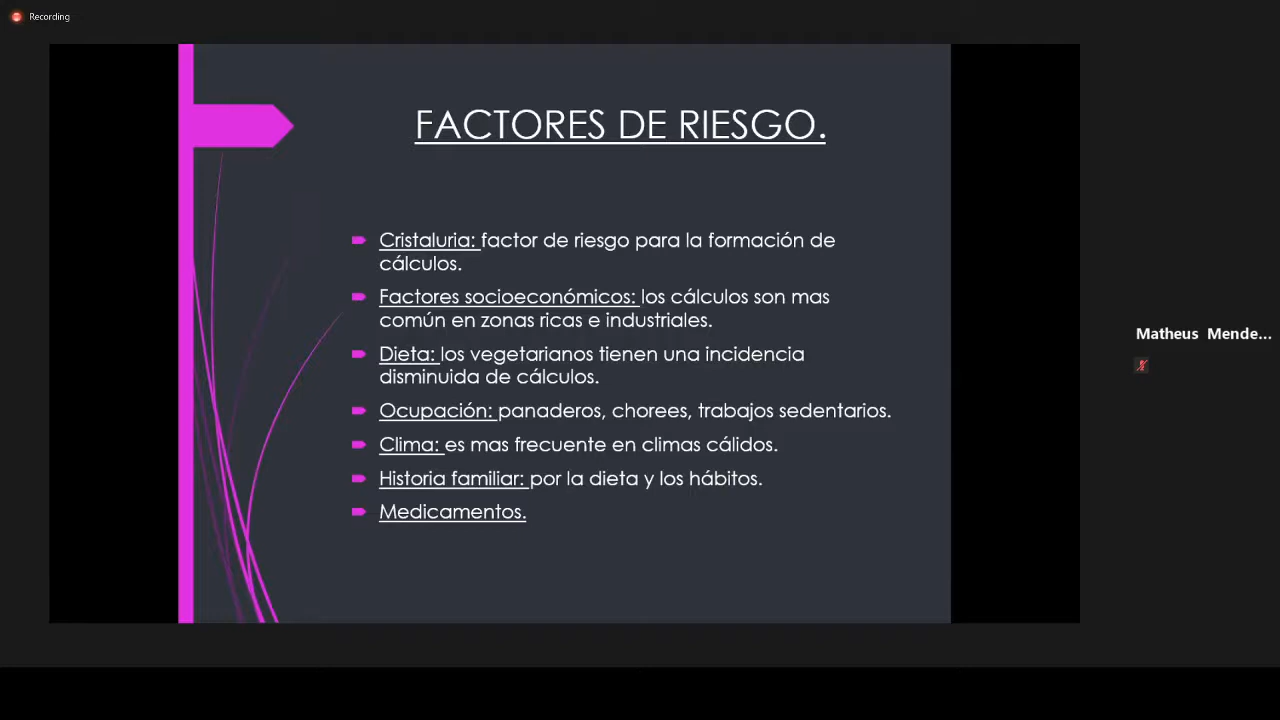 Recording
FACTORES DE RIESGO.
Cristaluria: factor de riesgo para la formación de
cálculos.
Factores socioeconómicos: los cálculos son mas
común en zonas ricas e industriales.
Dieta: los vegetarianos tienen una incidencia
disminuida de cálculos.
Ocupación: panaderos, chorees, trabajos sedentarios.
Clima: es mas frecuente en climas cálidos.
Historia familiar: por la dieta y los hábitos.
Medicamentos.
Matheus Mende...